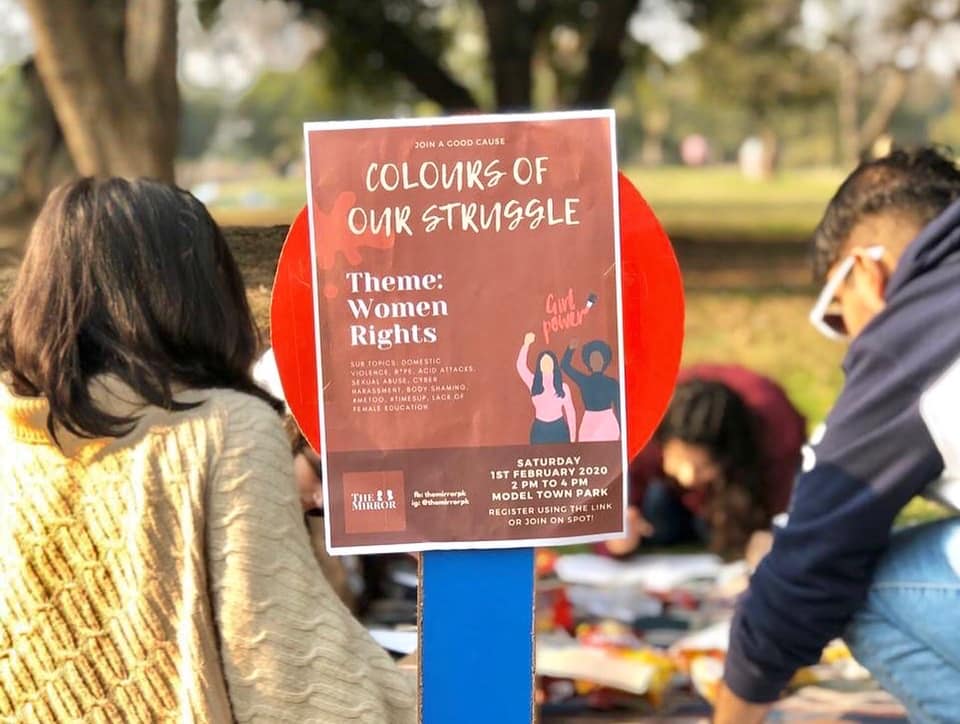 JOIN A GOOD CAUSE
COLOURS OF
OUR STRUGGLE
Theme:
Women
Rights
SUB TOPICS: DOMESTIC
VIOLENCE, R*PE, ACID ATTACKS,
SEXUAL ABUSE, CYBER
HARASSMENT, BODY SHAMING,
#METOO, #TIMESUP, LACK OF
FEMALE EDUCATION
Girl
power
THE
MIRROR
fb: themirrorpk
ig: @themirrorpk
SATURDAY
1ST FEBRUARY 2020
2 PM TO 4 PM
MODEL TOWN PARK
REGISTER USING THE LINK
OR JOIN ON SPOT!